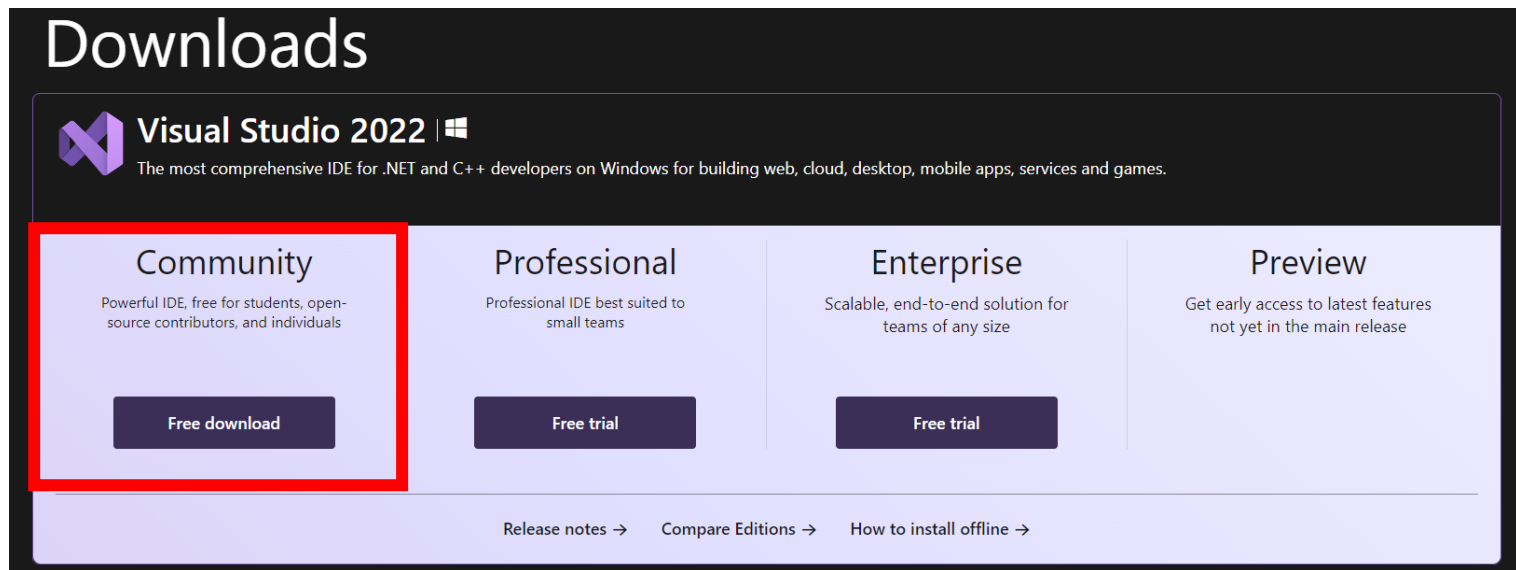 Downloads
Visual Studio 2022
The most comprehensive IDE for .NET and C++ developers on Windows for building web, cloud, desktop, mobile apps, services and games.
Community
Powerful IDE, free for students, open-
source contributors, and individuals
Free download
Professional
Professional IDE best suited to
small teams
Free trial
Enterprise
Scalable, end-to-end solution for
teams of any size
Free trial
Preview
Get early access to latest features
not yet in the main release
Release notes →
Compare Editions →
How to install offline →